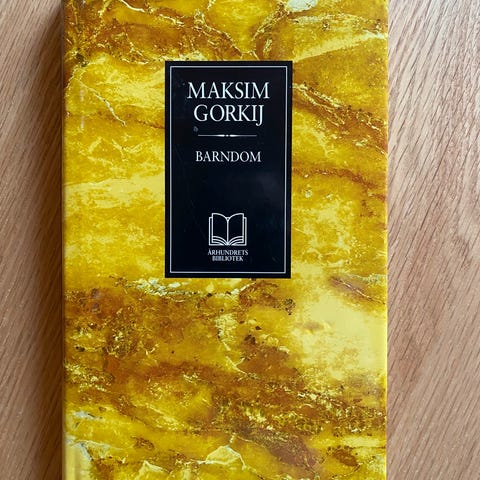 MAKSIM
GORKIJ
BARNDOM
ÅRHUNDRETS
BIBLIOTEK